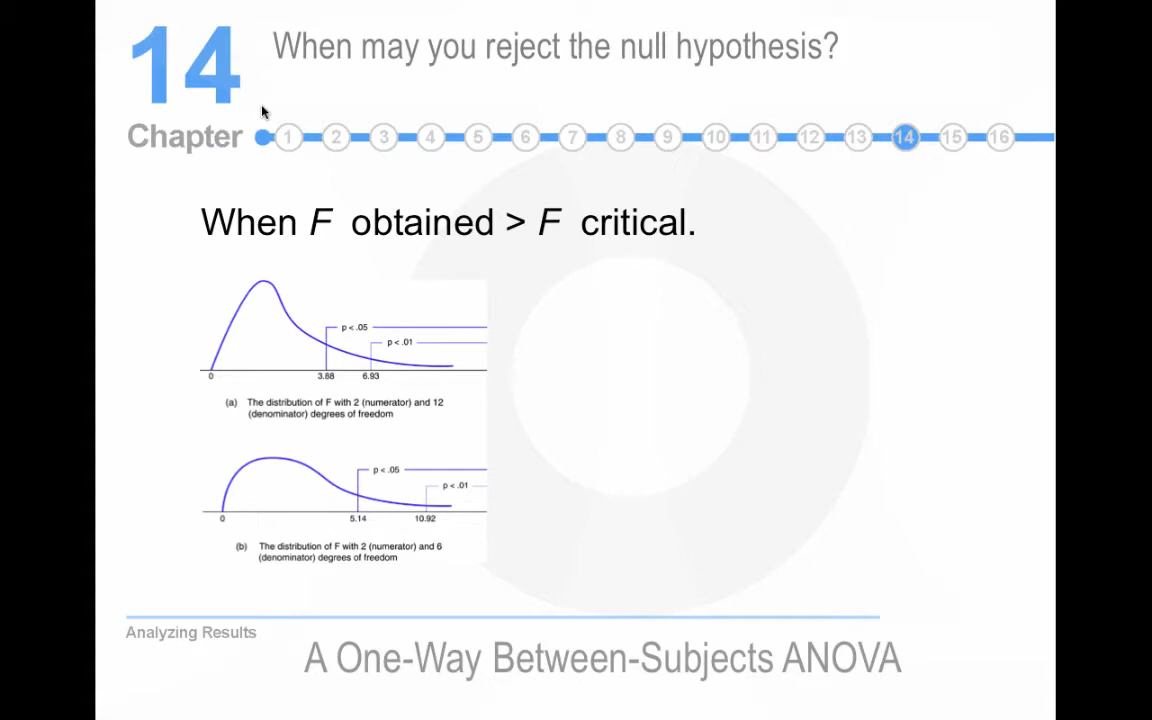 14
When may you reject the null hypothesis?
Chapter 1 2 3 4 5 6 7 8 9 10 11 12 13 14 15 16
When F obtained > F critical.
p < .05
p < .01
0 3.88 6.93
(a) The distribution of F with 2 (numerator) and 12
(denominator) degrees of freedom
p < .05
p < .01
0 5.14 10.92
(b) The distribution of F with 2 (numerator) and 6
(denominator) degrees of freedom
Analyzing Results
A One-Way Between-Subjects ANOVA